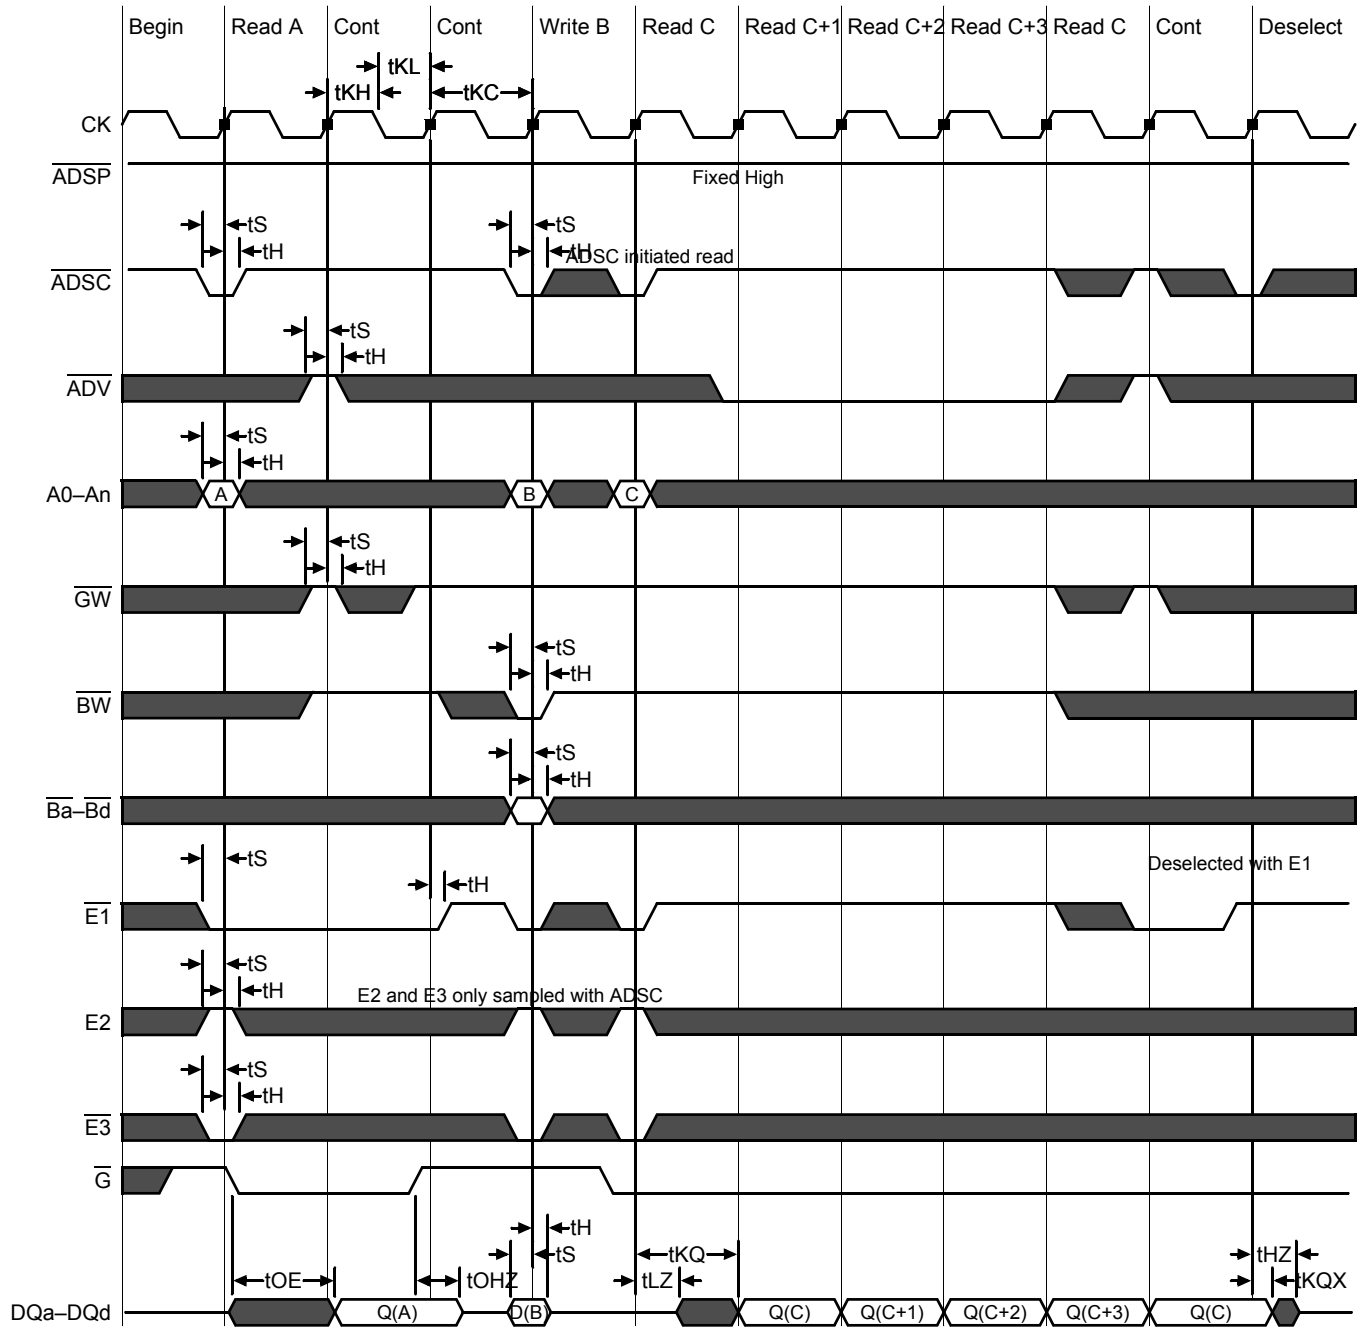 Begin Read A Cont Cont Write B Read C Read C+1 Read C+2 Read C+3 Read C Cont Deselect
tKL
tKH tKC
CK
ADSP
Fixed High
tS tS
tH tH
ADSC initiated read
ADSC
tS
tH
ADV
tS
tH
A0–An A B C
tS
tH
GW
tS
tH
BW
tS
tH
Ba–Bd
tS
Deselected with E1
tH
E1
tS
tH
E2 and E3 only sampled with ADSC
E2
tS
tH
E3
G
tH
tS tKQ tHZ
tOE tOHZ tLZ tKQX
DQa–DQd Q(A) D(B) Q(C) Q(C+1) Q(C+2) Q(C+3) Q(C)